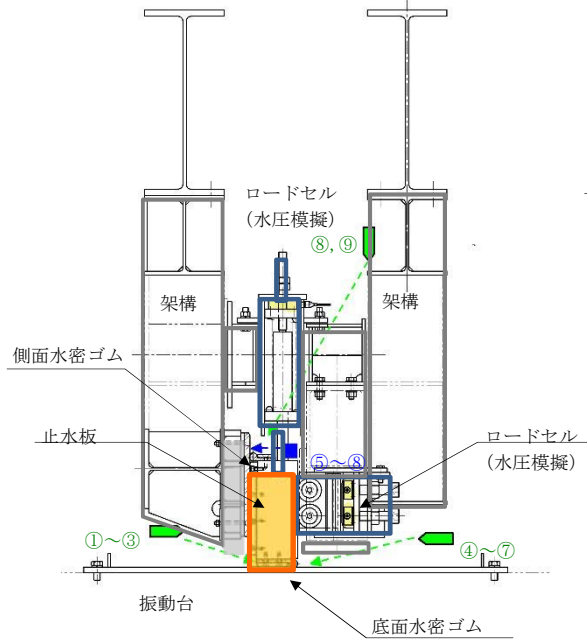 ロードセル
(水圧模擬)
⑧,⑨
架構
架構
側面水密ゴム
止水板
⑤～⑧
ロードセル
(水圧模擬)
①～③
④～⑦
振動台
底面水密ゴム